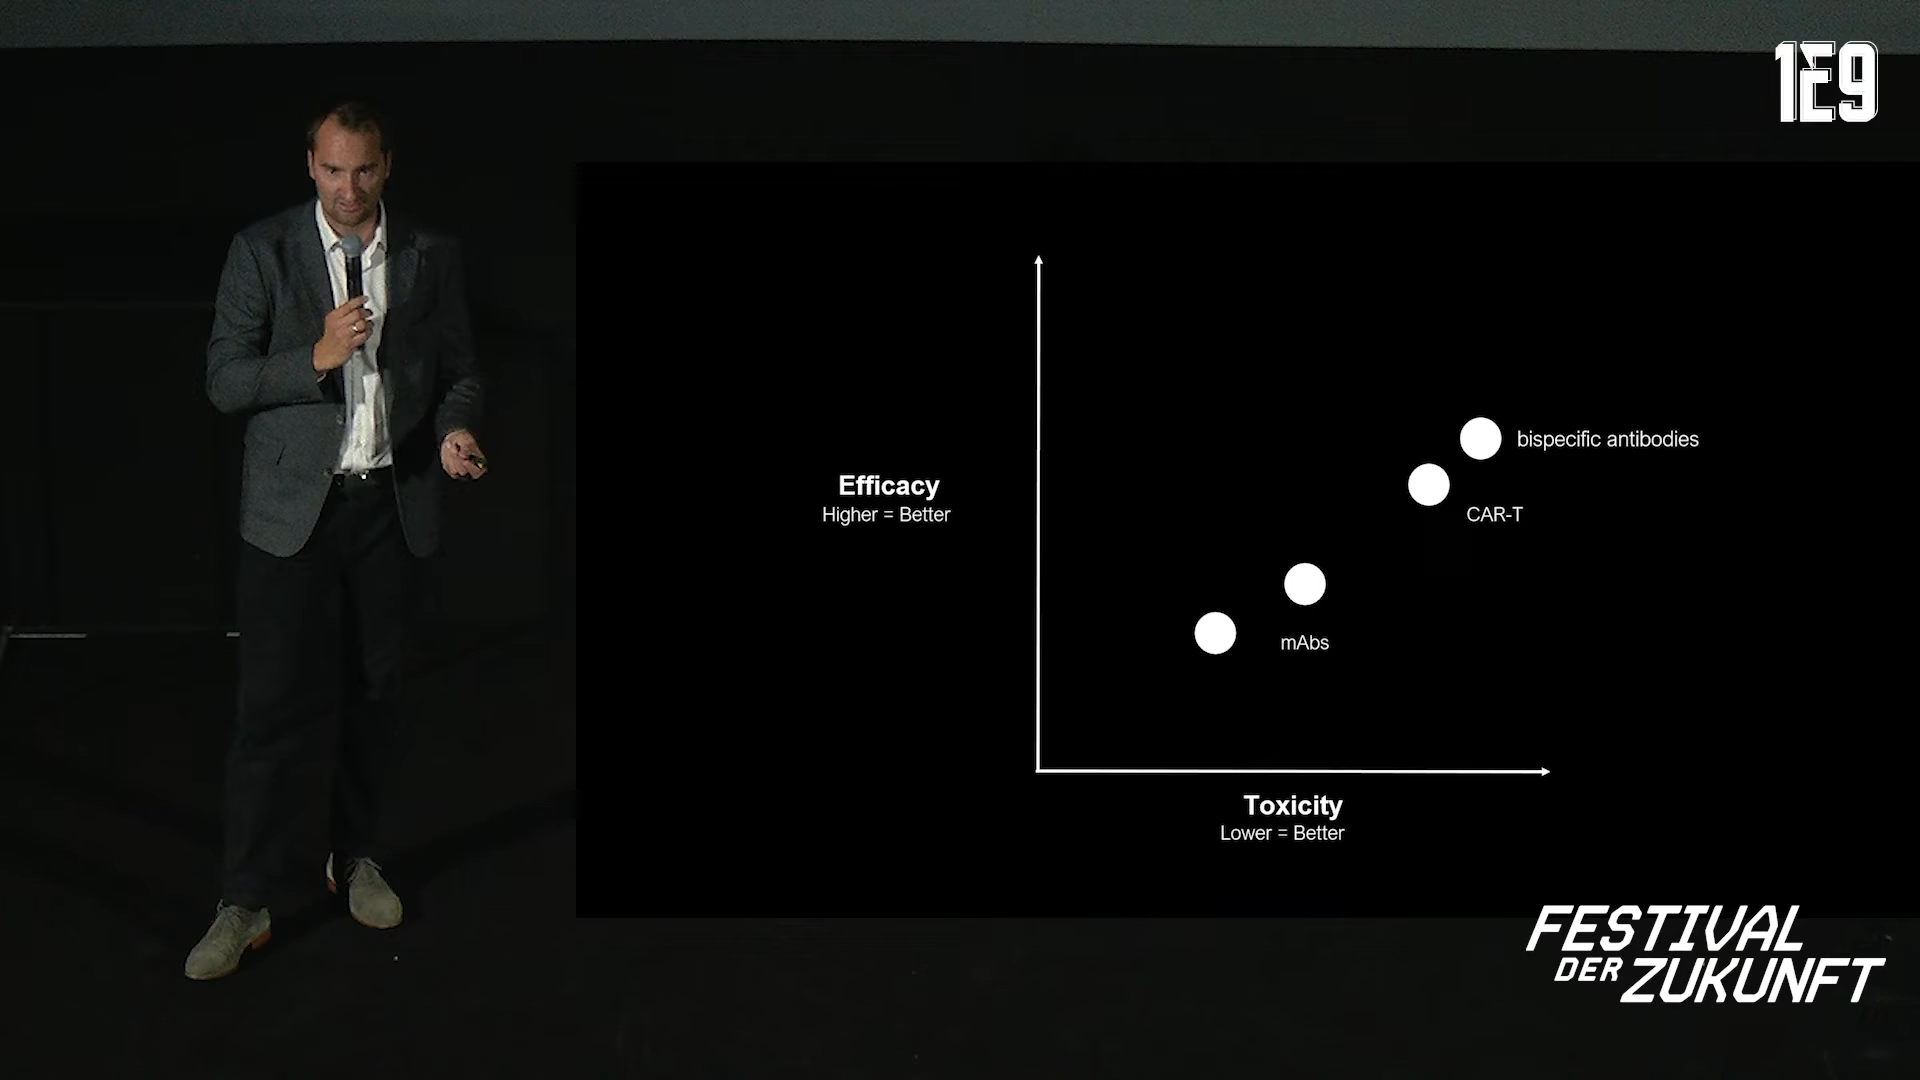 1E9
bispecific antibodies
Efficacy
Higher = Better
CAR-T
mAbs
Toxicity
Lower = Better
FESTIVAL
DER ZUKUNFT